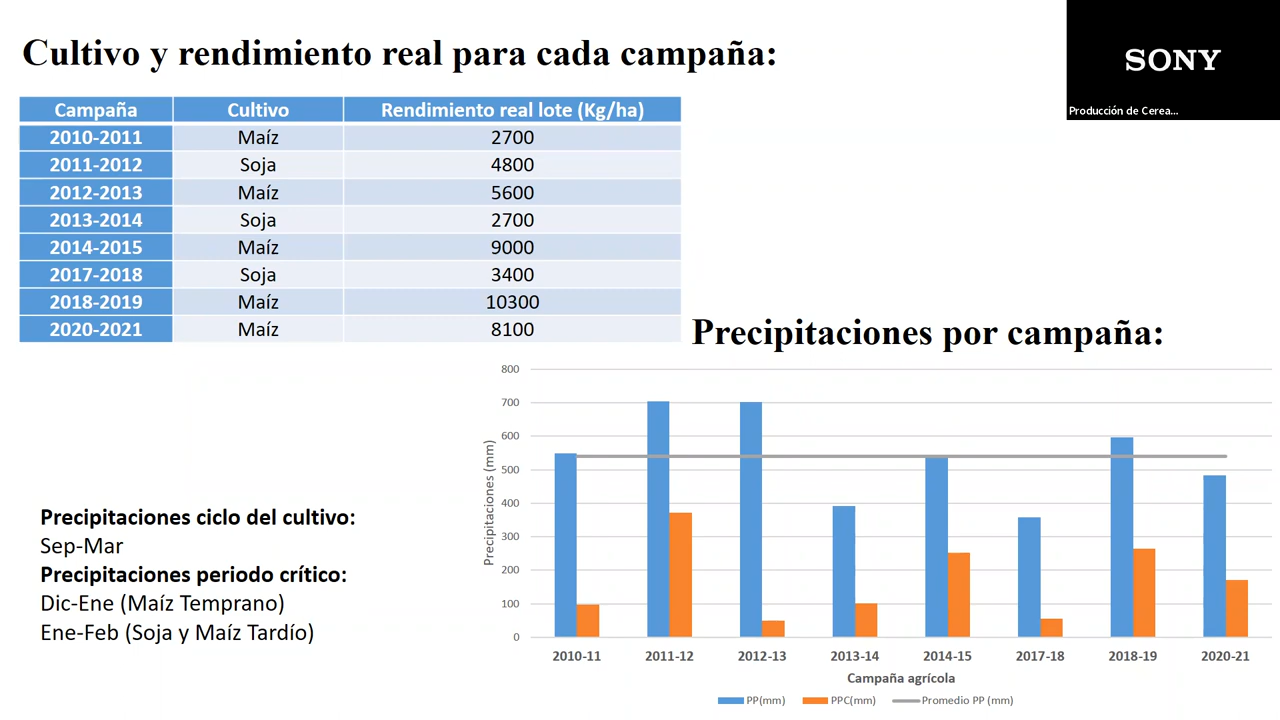 Cultivo y rendimiento real para cada campaña:
SONY
Producción de Cerea...
Campaña Cultivo Rendimiento real lote (Kg/ha)
2010-2011 Maíz 2700
2011-2012 Soja 4800
2012-2013 Maíz 5600
2013-2014 Soja 2700
2014-2015 Maíz 9000
2017-2018 Soja 3400
2018-2019 Maíz 10300
2020-2021 Maíz 8100
Precipitaciones por campaña:
Precipitaciones ciclo del cultivo:
Sep-Mar
Precipitaciones periodo crítico:
Dic-Ene (Maíz Temprano)
Ene-Feb (Soja y Maíz Tardío)
Precipitaciones (mm)
800
700
600
500
400
300
200
100
0
2010-11 2011-12 2012-13 2013-14 2014-15 2017-18 2018-19 2020-21
Campaña agrícola
PP(mm) PPC(mm) Promedio PP (mm)